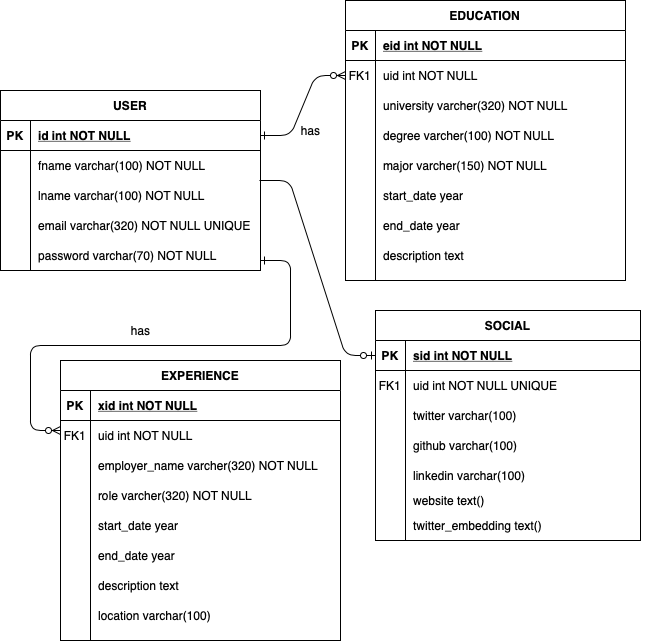 EDUCATION
PK eid int NOT NULL
FK1 uid int NOT NULL
university varchar(320) NOT NULL
degree varchar(100) NOT NULL
major varchar(150) NOT NULL
start_date year
end_date year
description text
USER
PK id int NOT NULL
fname varchar(100) NOT NULL
lname varchar(100) NOT NULL
email varchar(320) NOT NULL UNIQUE
password varchar(70) NOT NULL
has
has
SOCIAL
PK sid int NOT NULL
FK1 uid int NOT NULL UNIQUE
twitter varchar(100)
github varchar(100)
linkedin varchar(100)
website text()
twitter_embedding text()
EXPERIENCE
PK xid int NOT NULL
FK1 uid int NOT NULL
employer_name varcher(320) NOT NULL
role varcher(320) NOT NULL
start_date year
end_date year
description text
location varchar(100)